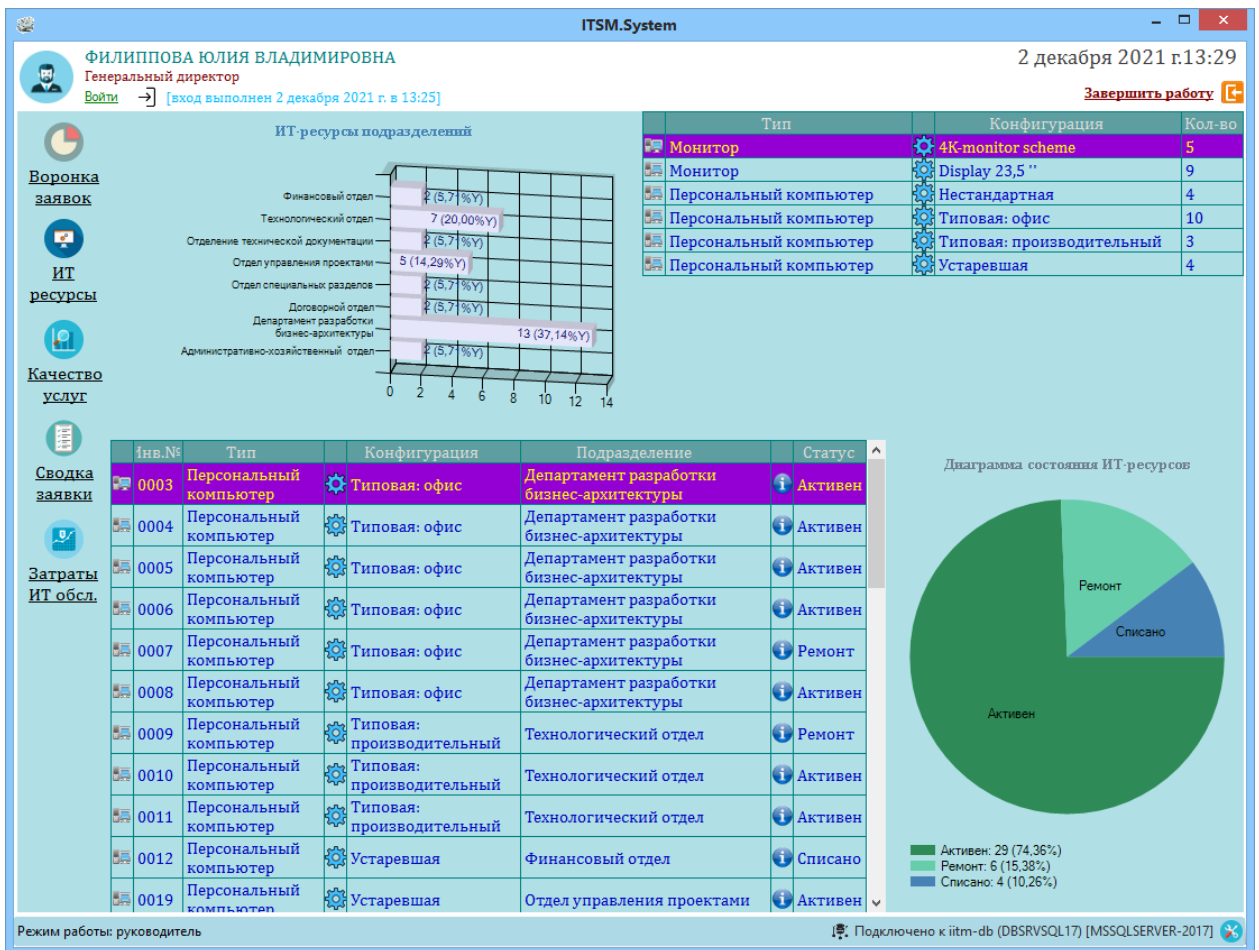 ITSM.System
ФИЛИППОВА ЮЛИЯ ВЛАДИМИРОВНА
Генеральный директор
Войти [вход выполнен 2 декабря 2021 г. в 13:25]
2 декабря 2021 г.13:29
Завершить работу
Воронка
заявок
ИТ
ресурсы
Качество
услуг
Сводка
заявки
Затраты
ИТ обсл.
ИТ-ресурсы подразделений
Финансовый отдел 2 (5,71%Y)
Технологический отдел 7 (20,00%Y)
Отделение технической документации 2 (5,71%Y)
Отдел управления проектами 5 (14,29%Y)
Отдел специальных разделов 2 (5,71%Y)
Договорной отдел 2 (5,71%Y)
Департамент разработки
бизнес-архитектуры 13 (37,14%Y)
Административно-хозяйственный отдел 2 (5,71%Y)
0 2 4 6 8 10 12 14
Тип Конфигурация Кол-во
Монитор 4K-monitor scheme 5
Монитор Display 23,5 ''
9
Персональный компьютер Нестандартная 4
Персональный компьютер Типовая: офис 10
Персональный компьютер Типовая: производительный 3
Персональный компьютер Устаревшая 4
Инв.№ Тип Конфигурация Подразделение Статус
0003 Персональный компьютер Типовая: офис Департамент разработки бизнес-архитектуры Активен
0004 Персональный компьютер Типовая: офис Департамент разработки бизнес-архитектуры Активен
0005 Персональный компьютер Типовая: офис Департамент разработки бизнес-архитектуры Активен
0006 Персональный компьютер Типовая: офис Департамент разработки бизнес-архитектуры Активен
0007 Персональный компьютер Типовая: офис Департамент разработки бизнес-архитектуры Ремонт
0008 Персональный компьютер Типовая: офис Департамент разработки бизнес-архитектуры Активен
0009 Персональный компьютер Типовая: производительный Технологический отдел Ремонт
0010 Персональный компьютер Типовая: производительный Технологический отдел Активен
0011 Персональный компьютер Типовая: производительный Технологический отдел Активен
0012 Персональный компьютер Устаревшая Финансовый отдел Списано
0019 Персональный компьютер Устаревшая Отдел управления проектами Активен
Диаграмма состояния ИТ-ресурсов
Ремонт
Списано
Активен
Активен: 29 (74,36%)
Ремонт: 6 (15,38%)
Списано: 4 (10,26%)
Режим работы: руководитель
Подключено к iitm-db (DBSRVSQL17) [MSSQLSERVER-2017]